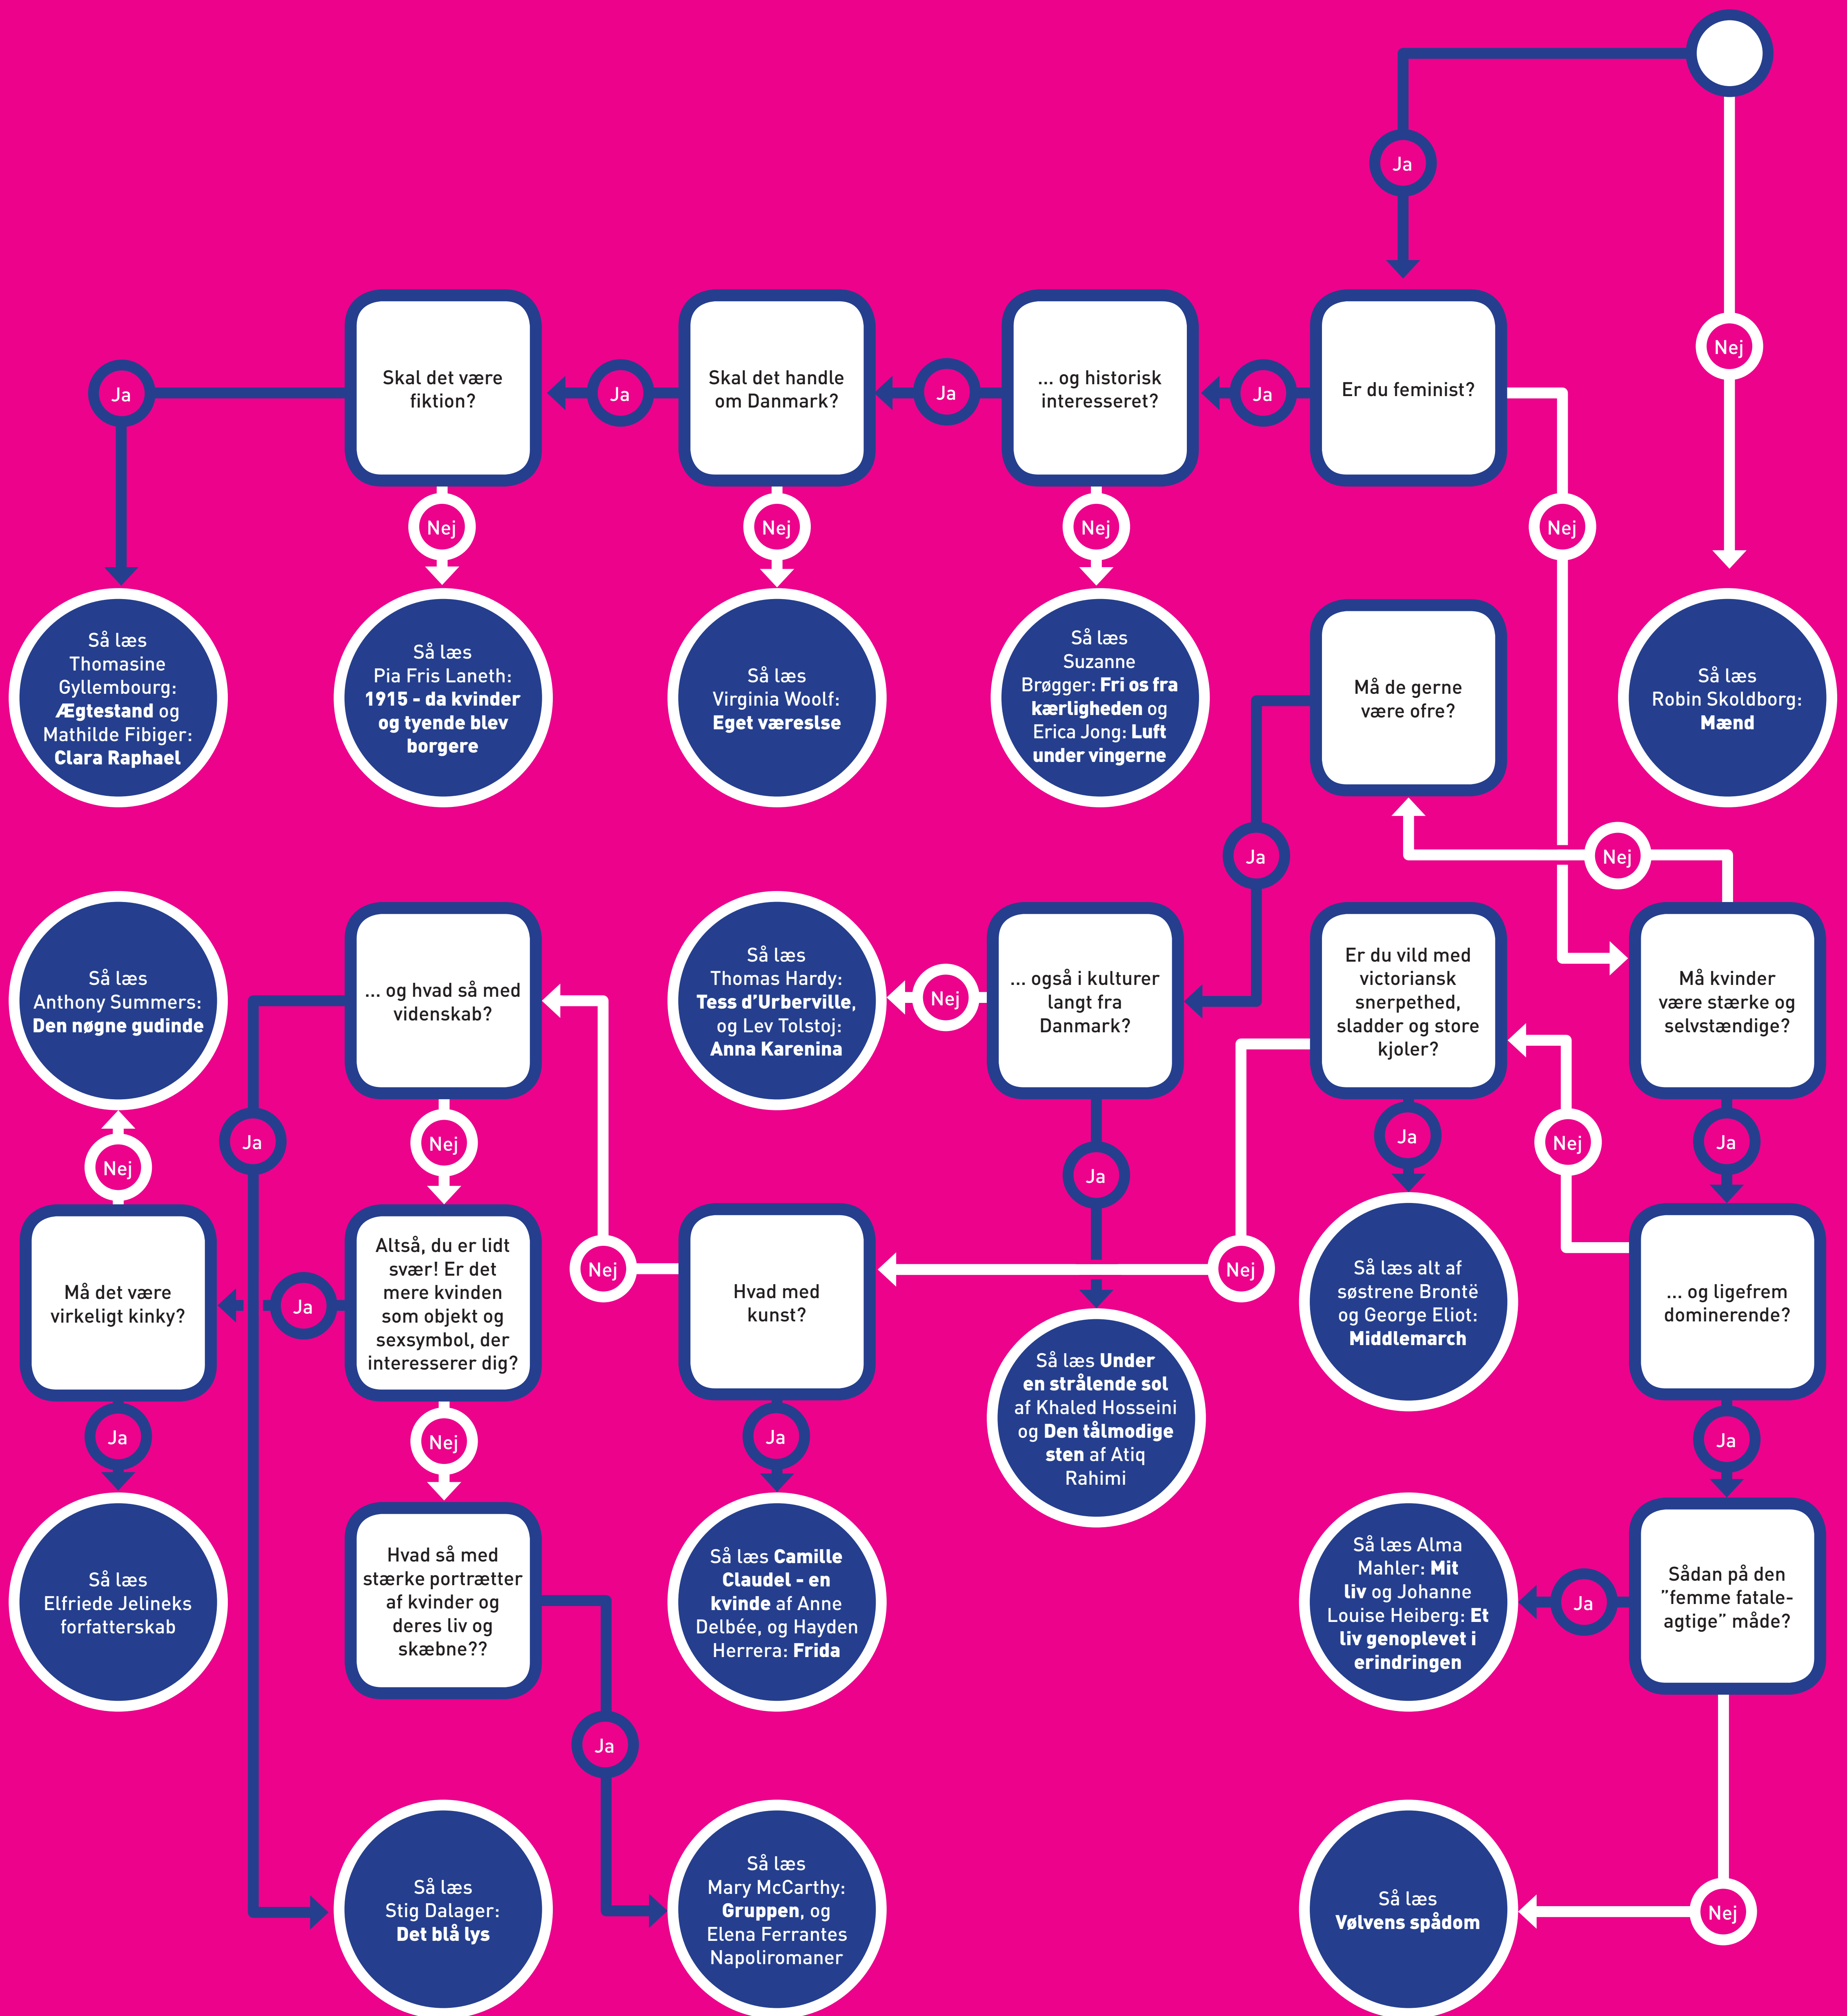 Ja
Nej
Skal det være
fiktion?
Skal det handle
om Danmark?
... og historisk
interesseret?
Er du feminist?
Ja
Ja
Ja
Ja
Nej
Nej
Nej
Nej
Så læs
Thomasine
Gyllembourg:
Ægtestand og
Mathilde Fibiger:
Clara Raphael
Så læs
Pia Fris Laneth:
1915 - da kvinder
og tyende blev
borgere
Så læs
Virginia Woolf:
Eget væreslse
Så læs
Suzanne
Brøgger: Fri os fra
kærligheden og
Erica Jong: Luft
under vingerne
Må de gerne
være ofre?
Så læs
Robin Skoldborg:
Mænd
Ja
Nej
Så læs
Anthony Summers:
Den nøgne gudinde
... og hvad så med
videnskab?
Så læs
Thomas Hardy:
Tess d’Urberville,
og Lev Tolstoj:
Anna Karenina
Nej
... også i kulturer
langt fra
Danmark?
Er du vild med
victoriansk
snerpethed,
sladder og store
kjoler?
Må kvinder
være stærke og
selvstændige?
Nej
Ja
Nej
Ja
Ja
Nej
Ja
Må det være
virkeligt kinky?
Ja
Altså, du er lidt
svær! Er det
mere kvinden
som objekt og
sexsymbol, der
interesserer dig?
Nej
Hvad med
kunst?
Nej
Så læs Under
en strålende sol
af Khaled Hosseini
og Den tålmodige
sten af Atiq
Rahimi
Så læs alt af
søstrene Brontë
og George Eliot:
Middlemarch
... og ligefrem
dominerende?
Ja
Nej
Ja
Ja
Så læs
Elfriede Jelineks
forfatterskab
Hvad så med
stærke portrætter
af kvinder og
deres liv og
skæbne??
Så læs Camille
Claudel - en
kvinde af Anne
Delbée, og Hayden
Herrera: Frida
Så læs Alma
Mahler: Mit
liv og Johanne
Louise Heiberg: Et
liv genoplevet i
erindringen
Ja
Sådan på den
”femme fatale-
agtige” måde?
Ja
Så læs
Stig Dalager:
Det blå lys
Så læs
Mary McCarthy:
Gruppen, og
Elena Ferrantes
Napoliromaner
Så læs
Vølvens spådom
Nej